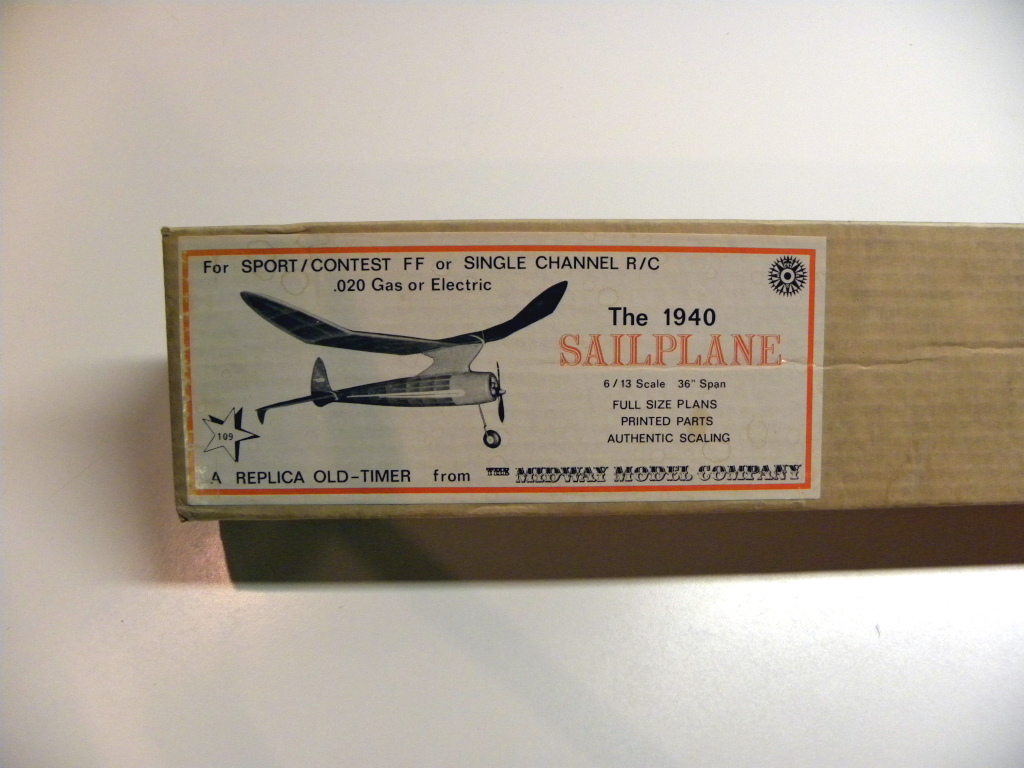 For SPORT/CONTEST FF or SINGLE CHANNEL R/C
.020 Gas or Electric
The 1940
SAILPLANE
6/13 Scale 36" Span
FULL SIZE PLANS
PRINTED PARTS
AUTHENTIC SCALING
109
A REPLICA OLD-TIMER from THE MIDWAY MODEL COMPANY